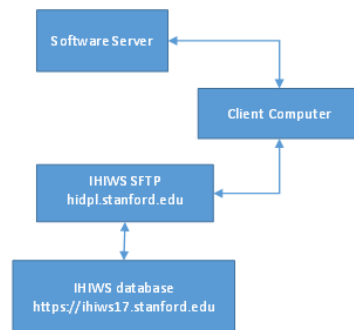 Software Server
Client Computer
IHIWS SFTP
hidpl.stanford.edu
IHIWS database
https://ihiws17.stanford.edu